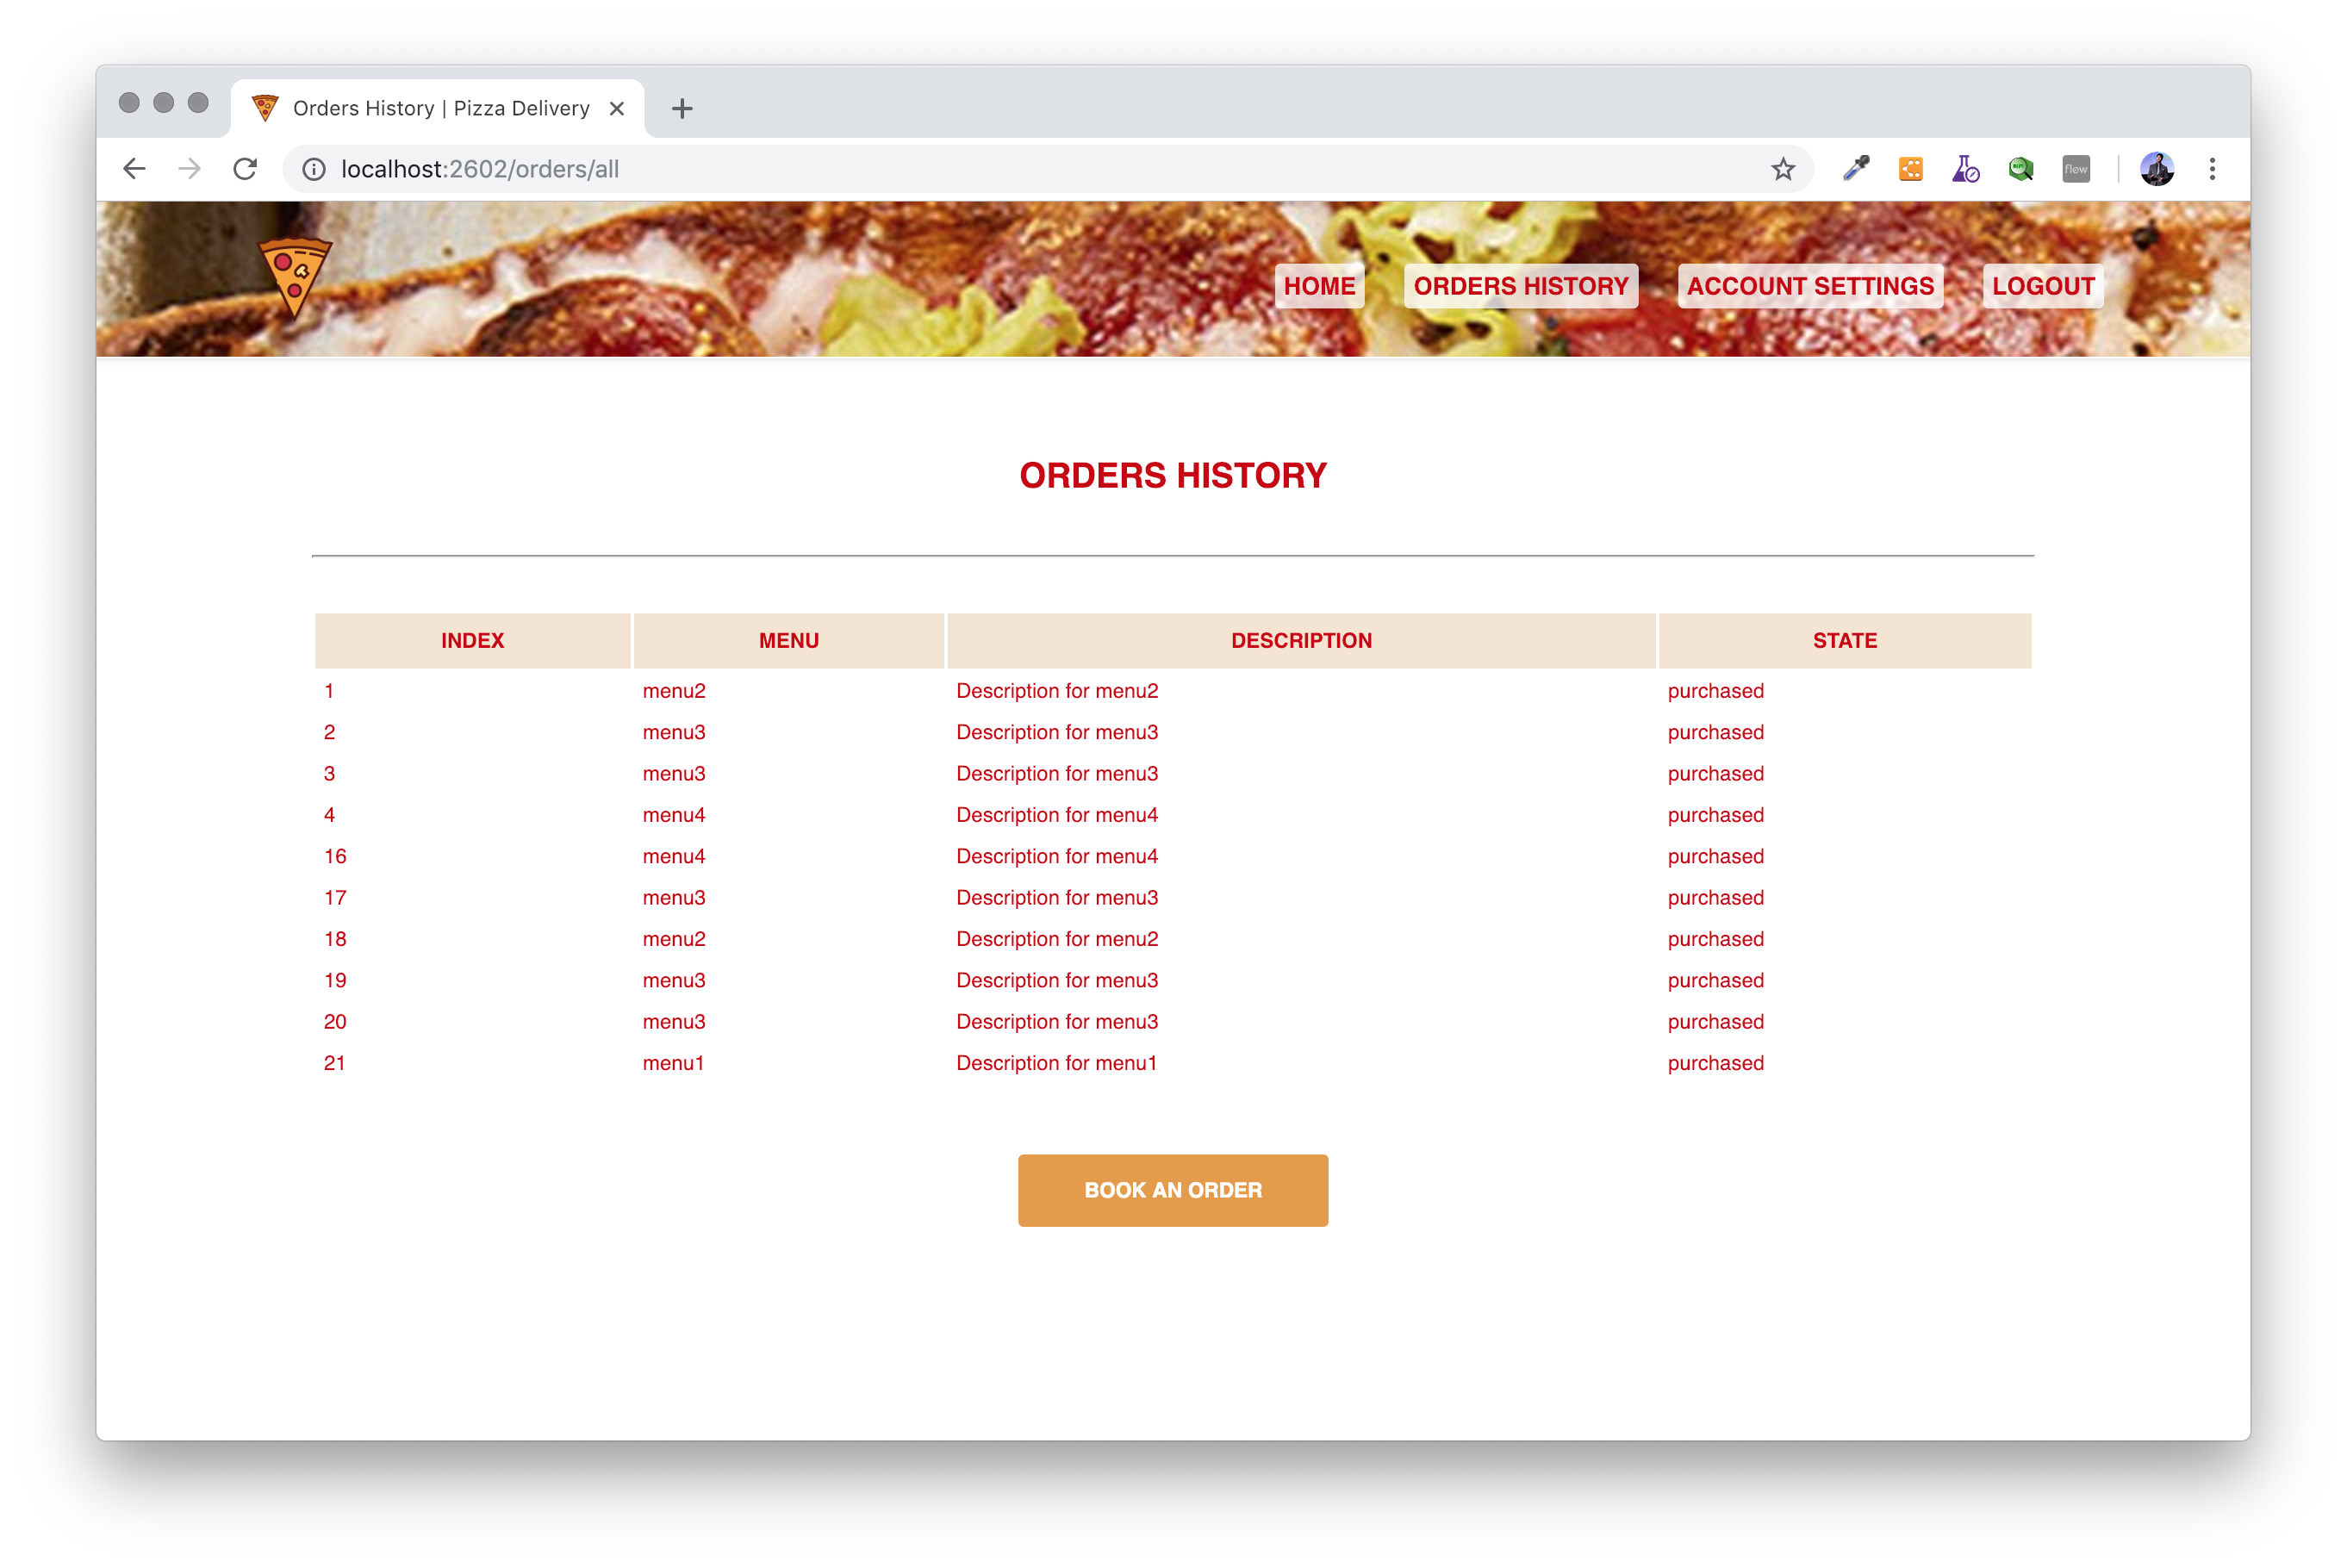 Orders History | Pizza Delivery
localhost:2602/orders/all
flow
HOME ORDERS HISTORY ACCOUNT SETTINGS LOGOUT
ORDERS HISTORY
INDEX MENU DESCRIPTION STATE
1 menu2 Description for menu2 purchased
2 menu3 Description for menu3 purchased
3 menu3 Description for menu3 purchased
4 menu4 Description for menu4 purchased
16 menu4 Description for menu4 purchased
17 menu3 Description for menu3 purchased
18 menu2 Description for menu2 purchased
19 menu3 Description for menu3 purchased
20 menu3 Description for menu3 purchased
21 menu1 Description for menu1 purchased
BOOK AN ORDER